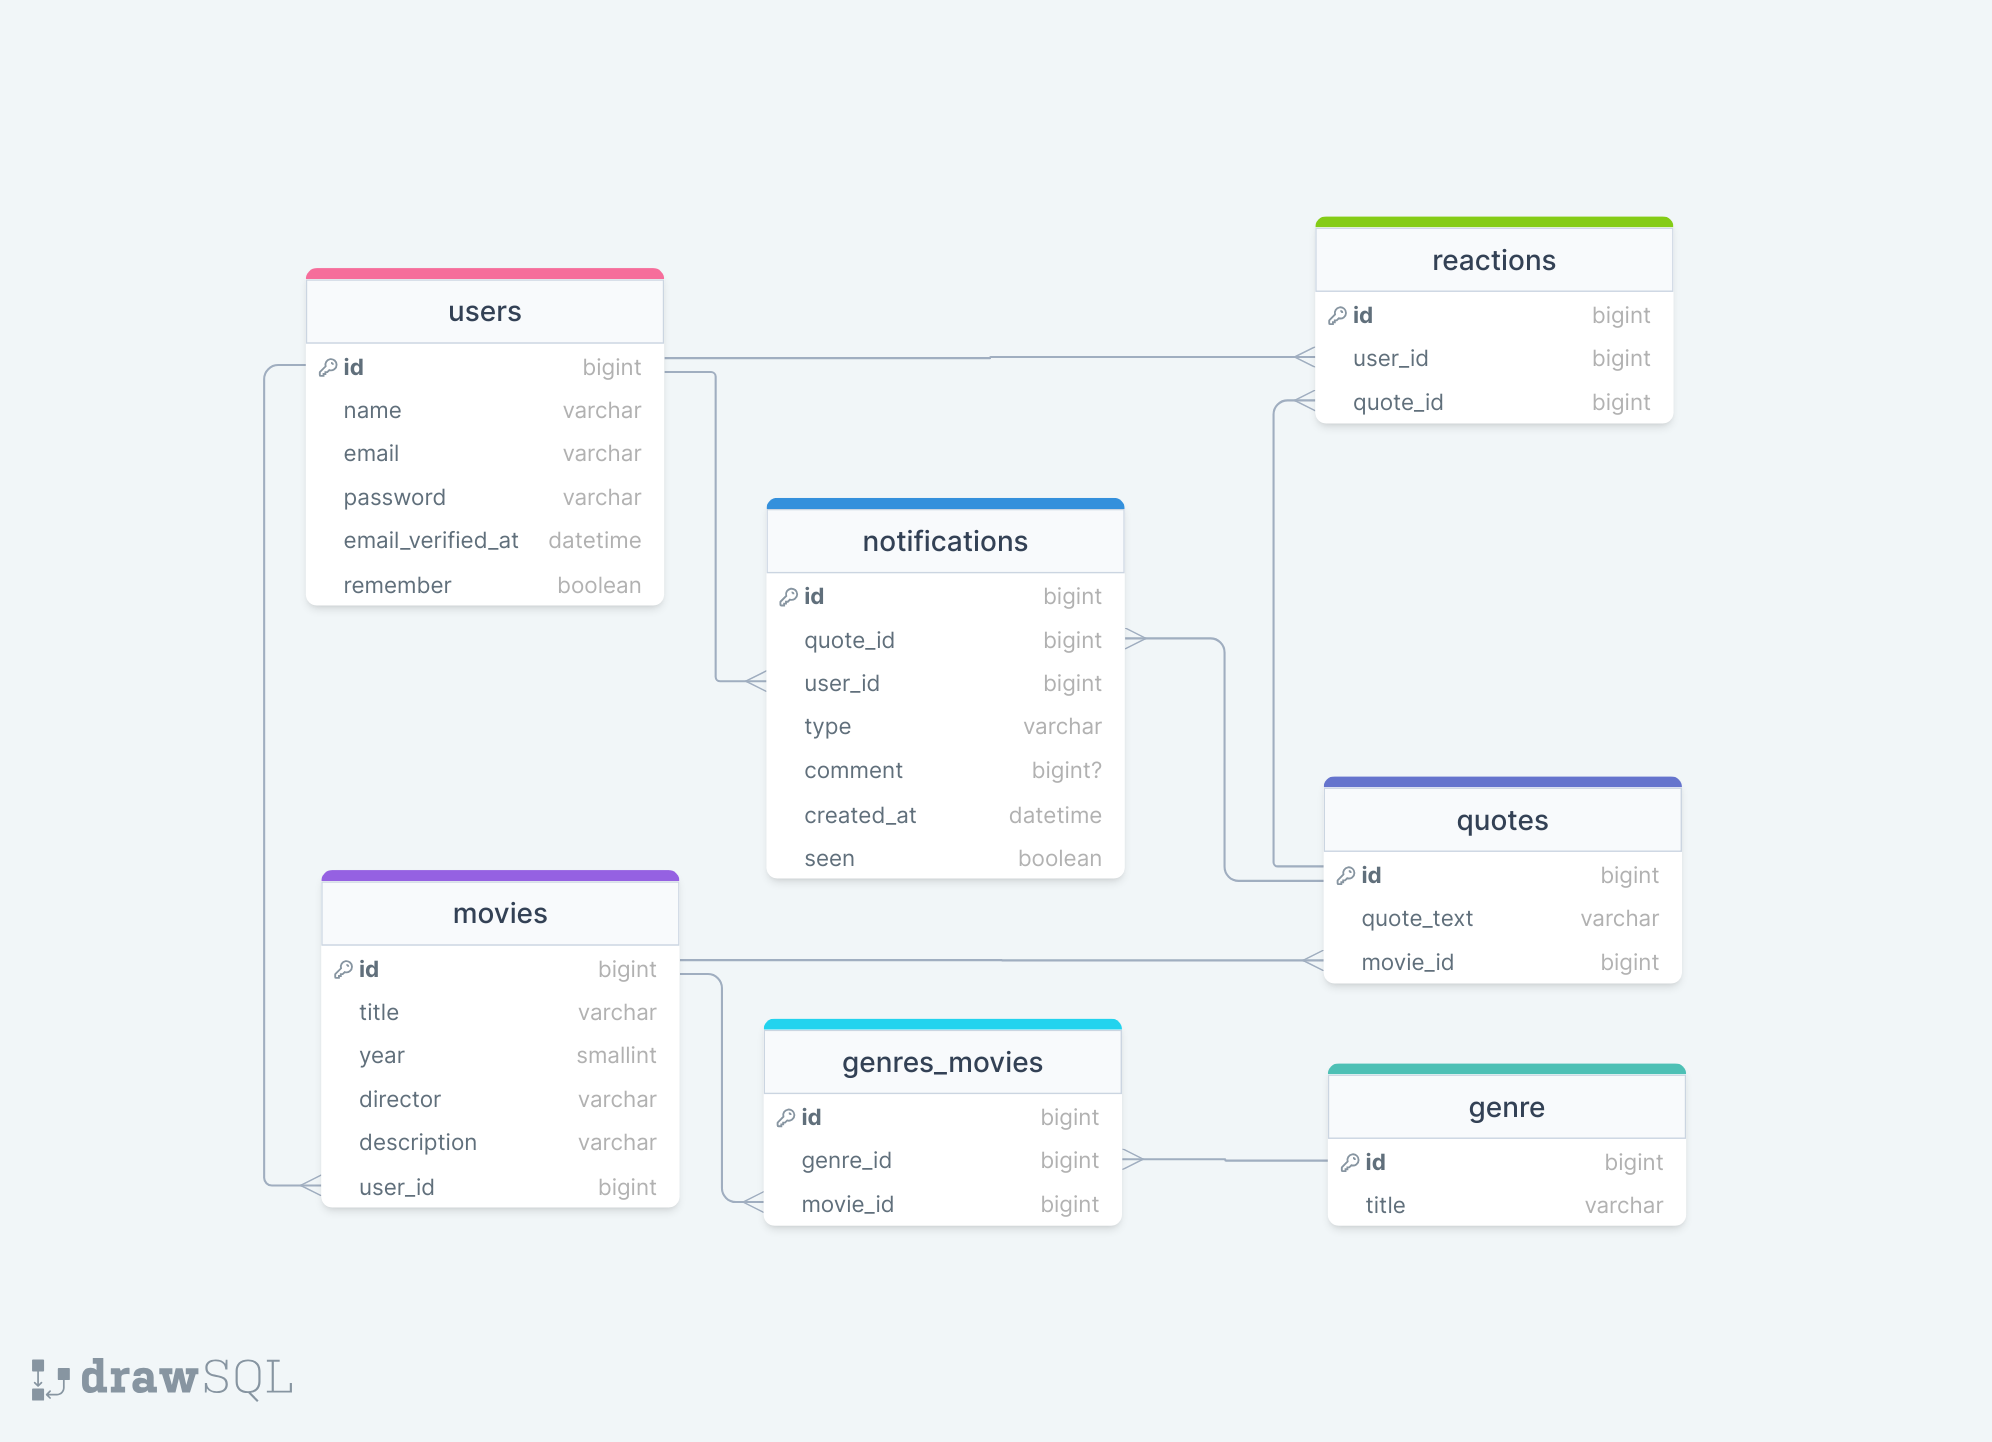 users
id bigint
name varchar
email varchar
password varchar
email_verified_at datetime
remember boolean
reactions
id bigint
user_id bigint
quote_id bigint
notifications
id bigint
quote_id bigint
user_id bigint
type varchar
comment bigint?
created_at datetime
seen boolean
quotes
id bigint
quote_text varchar
movie_id bigint
movies
id bigint
title varchar
year smallint
director varchar
description varchar
user_id bigint
genres_movies
id bigint
genre_id bigint
movie_id bigint
genre
id bigint
title varchar
drawSQL